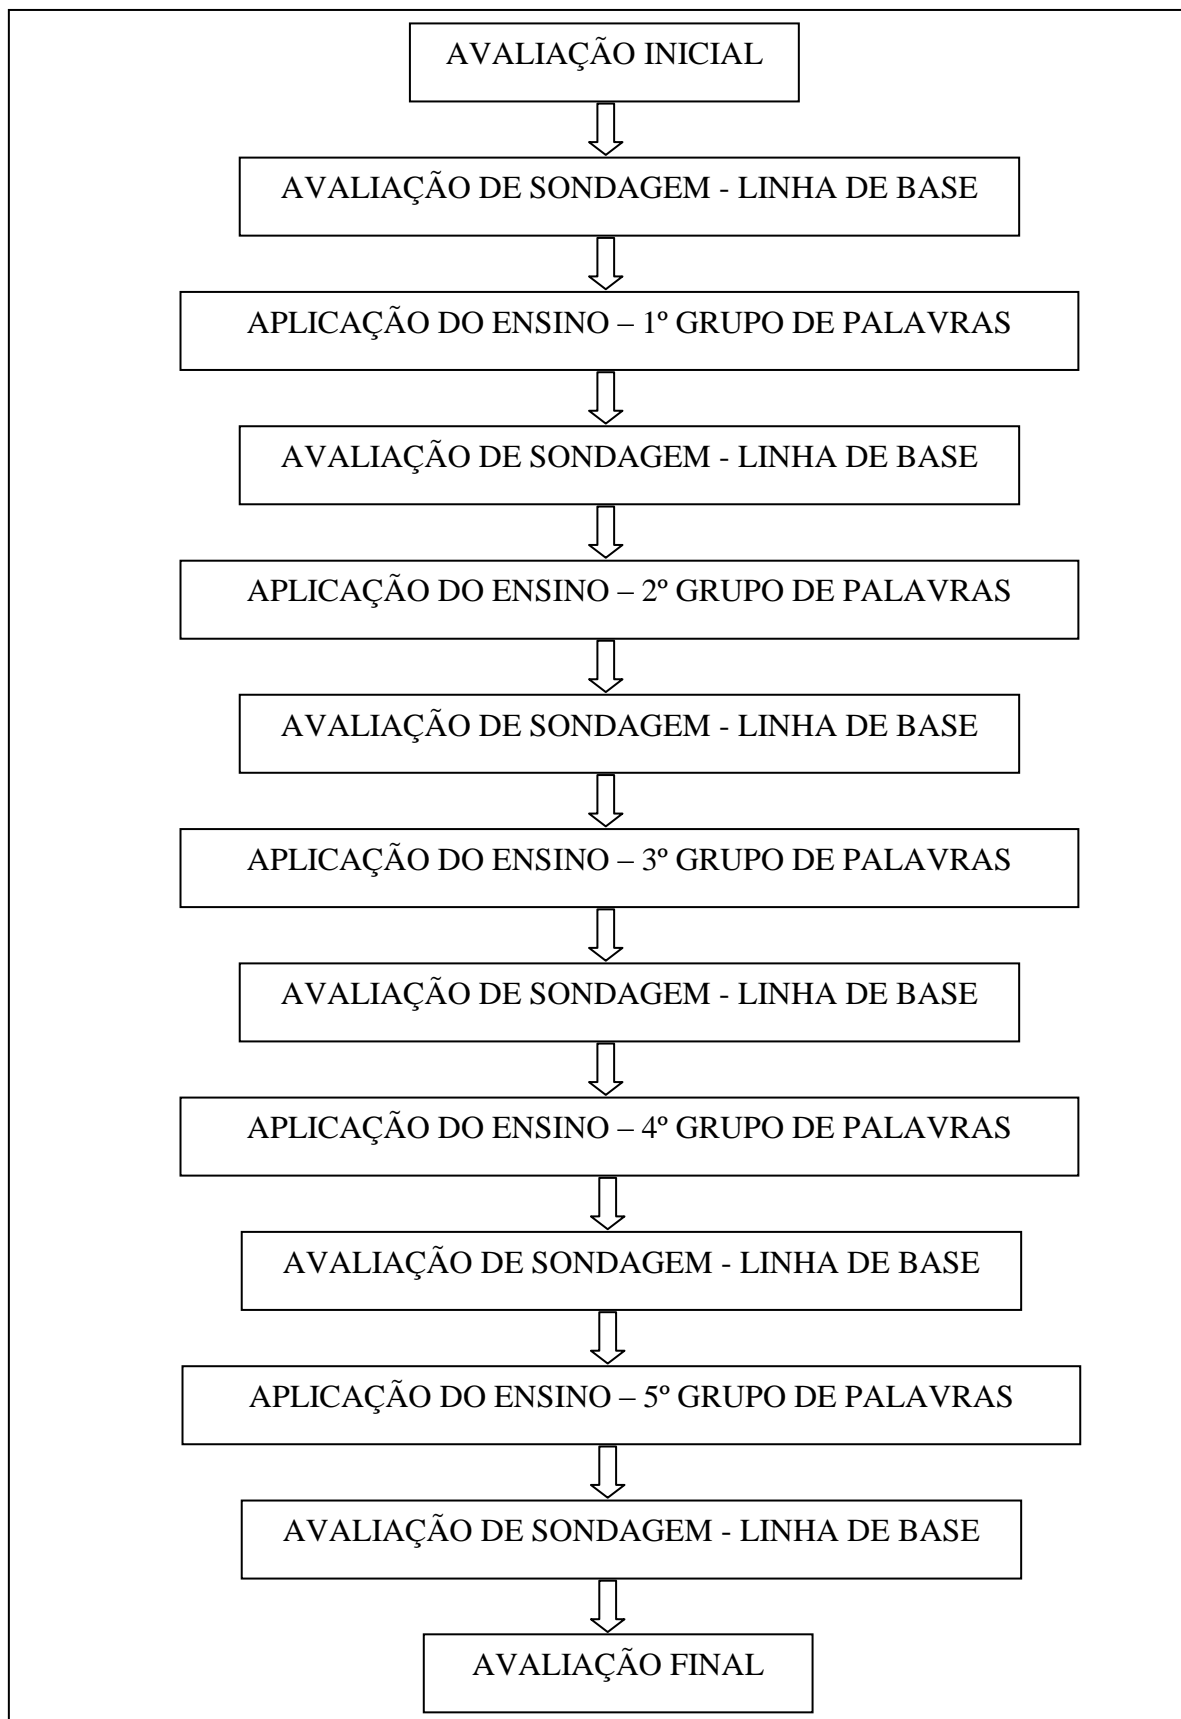 AVALIAÇÃO INICIAL
AVALIAÇÃO DE SONDAGEM - LINHA DE BASE
APLICAÇÃO DO ENSINO – 1º GRUPO DE PALAVRAS
AVALIAÇÃO DE SONDAGEM - LINHA DE BASE
APLICAÇÃO DO ENSINO – 2º GRUPO DE PALAVRAS
AVALIAÇÃO DE SONDAGEM - LINHA DE BASE
APLICAÇÃO DO ENSINO – 3º GRUPO DE PALAVRAS
AVALIAÇÃO DE SONDAGEM - LINHA DE BASE
APLICAÇÃO DO ENSINO – 4º GRUPO DE PALAVRAS
AVALIAÇÃO DE SONDAGEM - LINHA DE BASE
APLICAÇÃO DO ENSINO – 5º GRUPO DE PALAVRAS
AVALIAÇÃO DE SONDAGEM - LINHA DE BASE
AVALIAÇÃO FINAL